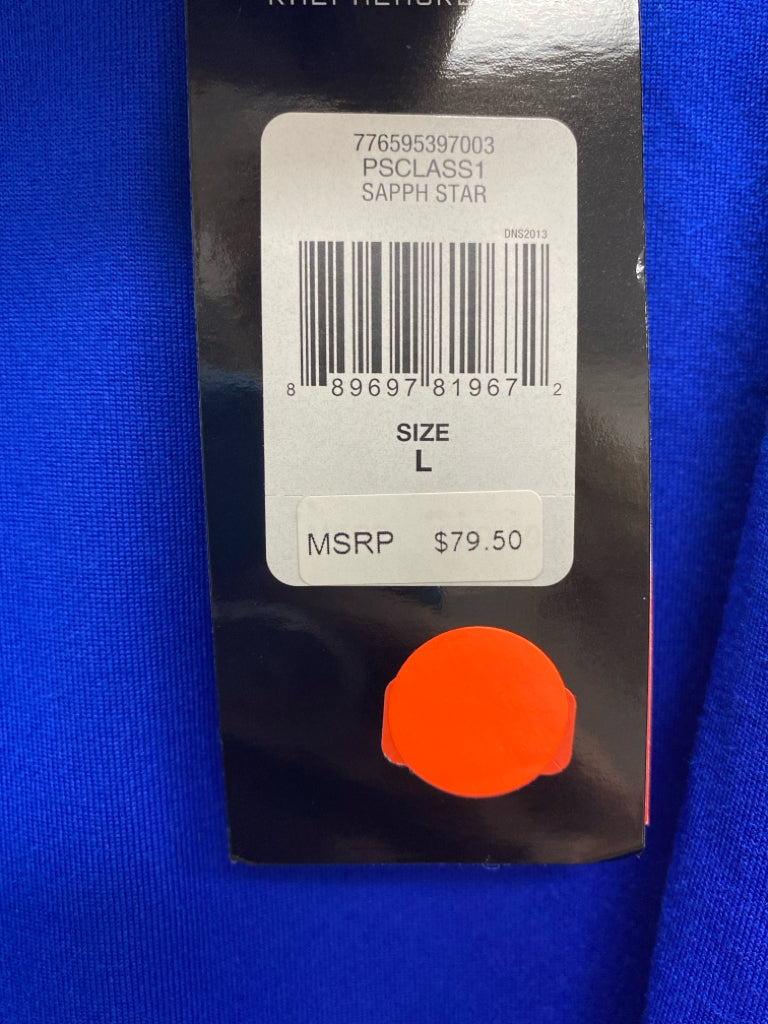 776595397003
PSCLASS1
SAPPH STAR
DNS2013
8 89697 81967 2
SIZE
L
MSRP $79.50